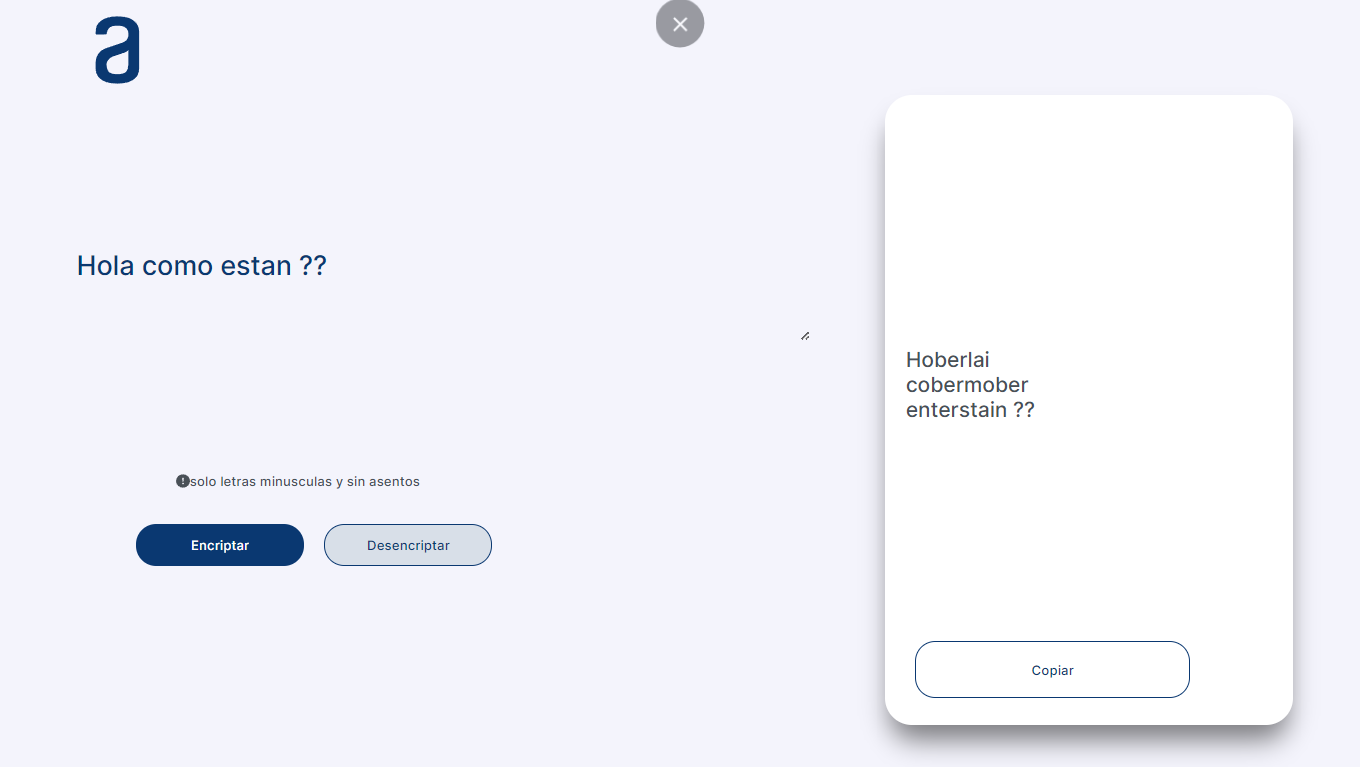 a
Hola como estan ??
solo letras minusculas y sin asentos
Encriptar
Desencriptar
Hoberlai
cobermober
enterstain ??
Copiar